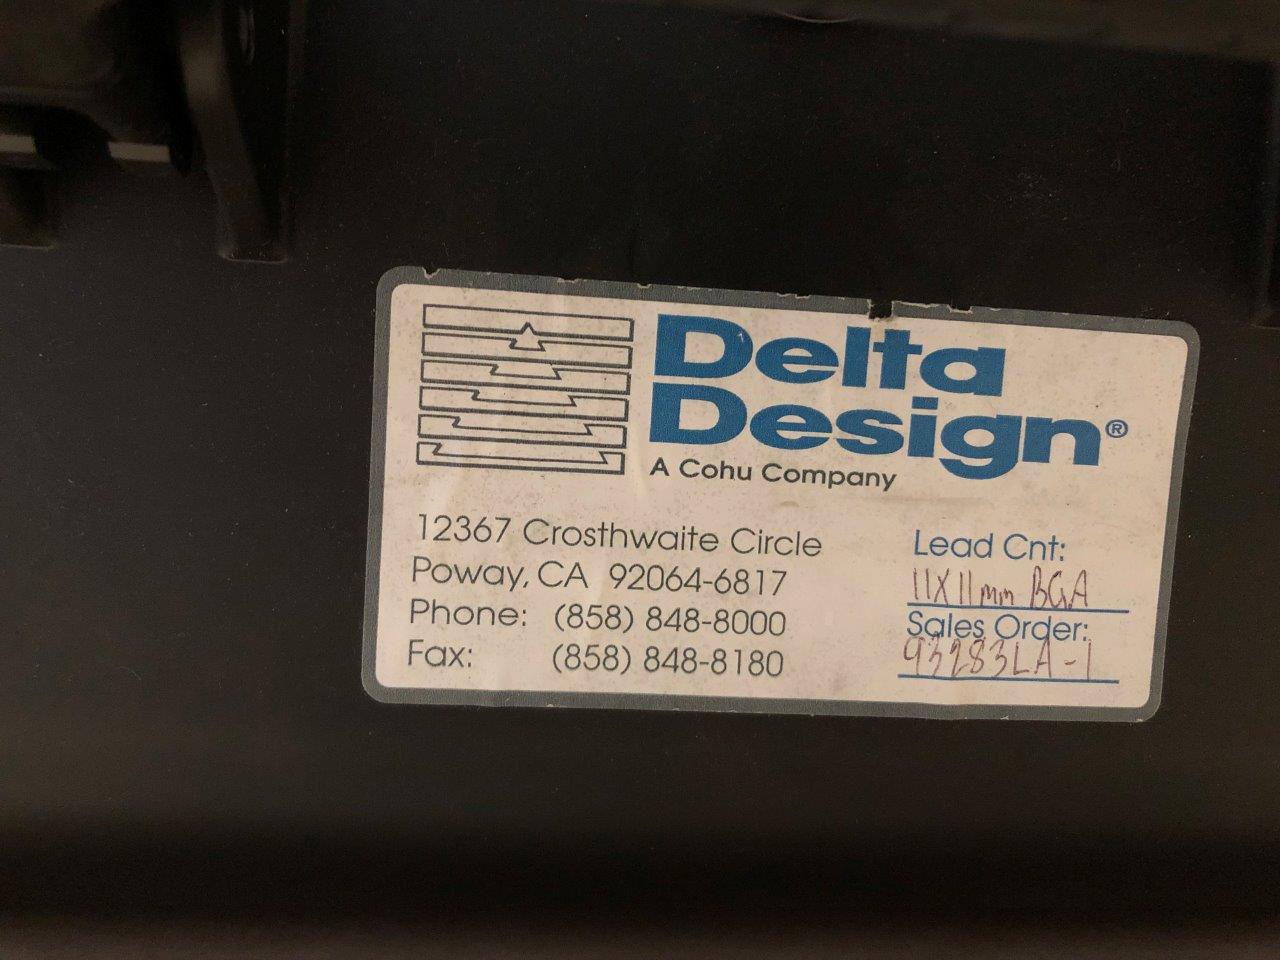 Delta
Design®
A Cohu Company
12367 Crosthwaite Circle
Poway, CA 92064-6817
Phone: (858) 848-8000
Fax: (858) 848-8180
Lead Cnt:
11X11mm BGA
Sales Order:
93283LA-1